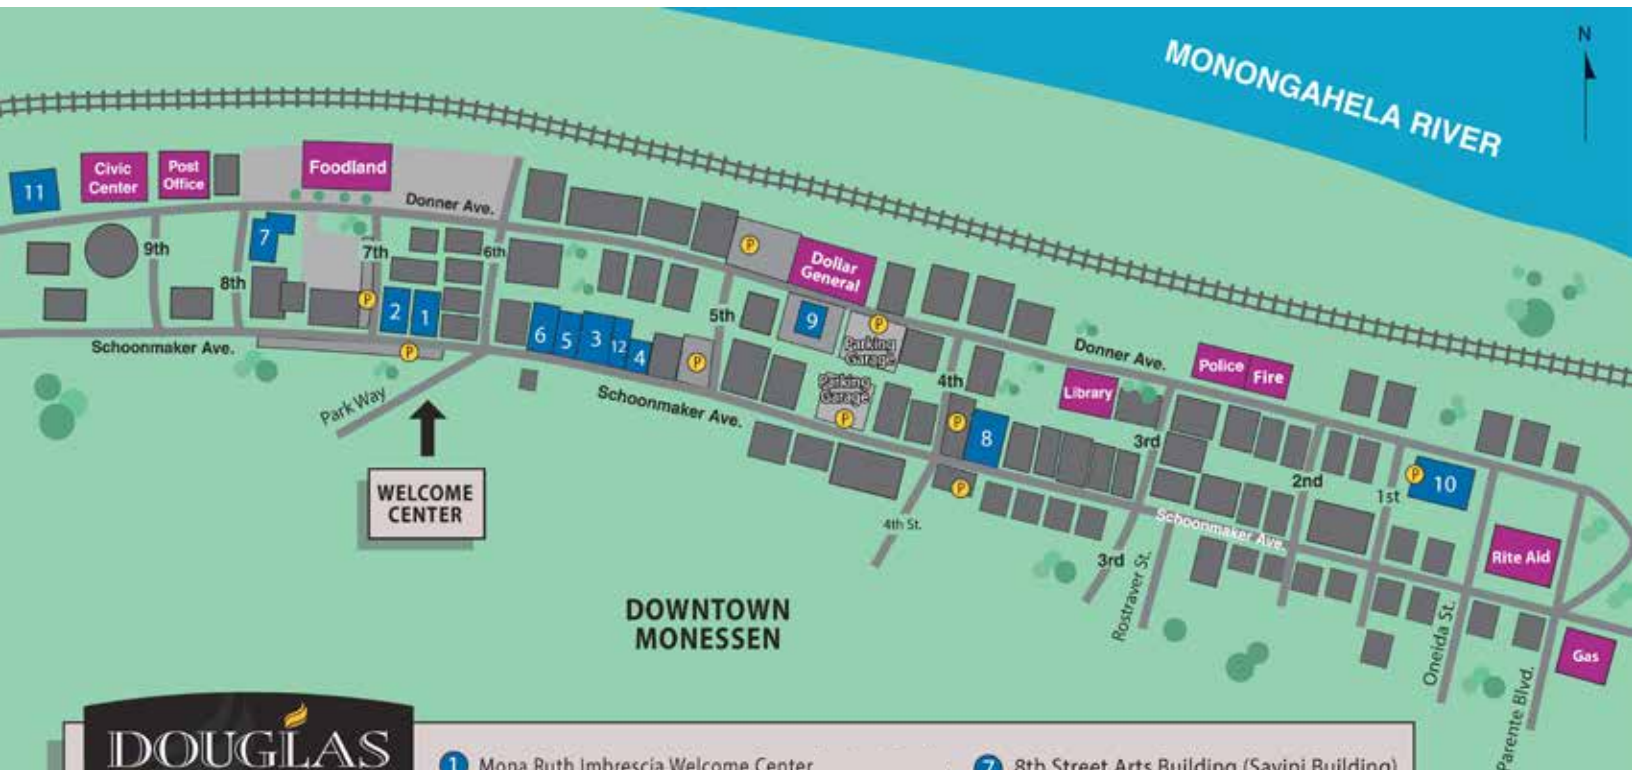 N
MONONGAHELA RIVER
11
Civic
Center
Post
Office
Foodland
Donner Ave.
7
9th
8th
7th
6th
P
2
1
Schoonmaker Ave.
P
Park Way
WELCOME
CENTER
6
5
3
12
4
P
Schoonmaker Ave.
P
Dollar
General
5th
9
P
Parking
Garage
Parking
Garage
P
4th
P
8
P
4th St.
Donner Ave.
Library
Police
Fire
3rd
2nd
1st
P
10
Schoonmaker Ave.
3rd
Rostraver St.
Rite Aid
Oneida St.
Parente Blvd.
Gas
DOWNTOWN
MONESSEN
DOUGLAS
1 Mona Ruth Imbrescia Welcome Center
7 8th Street Arts Building (Savini Building)